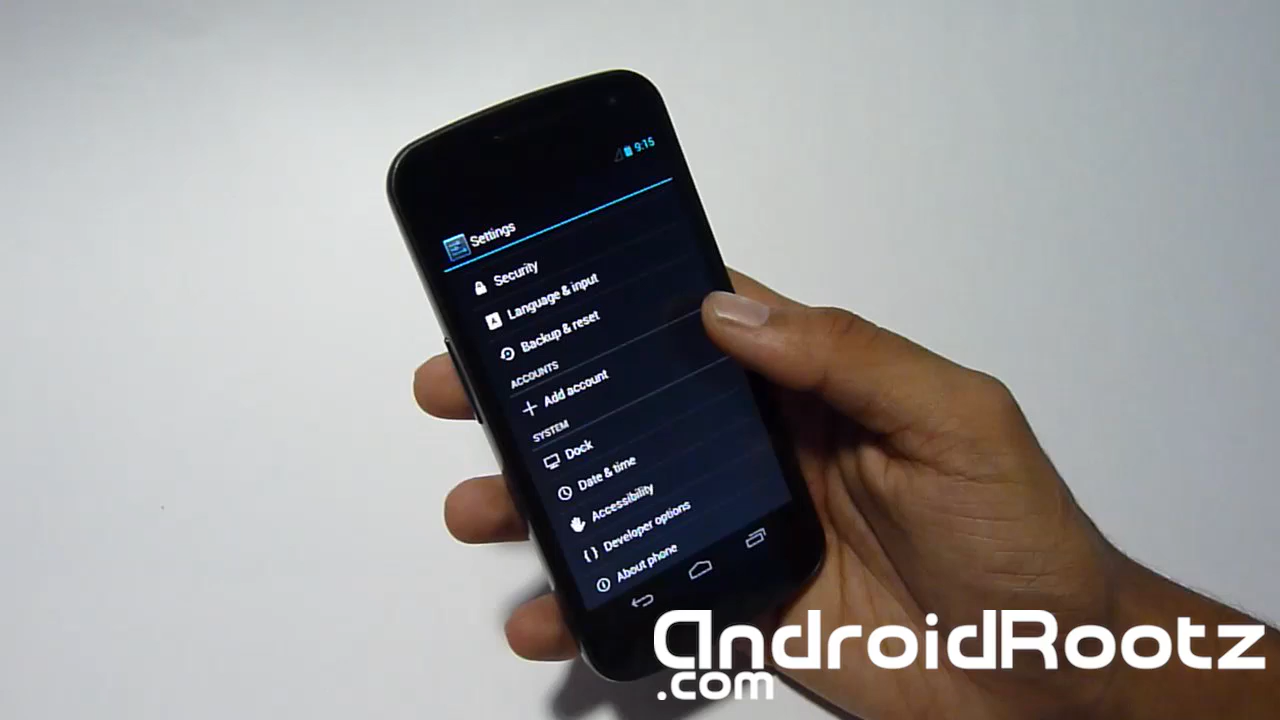 9:15
Settings
Security
Language & input
Backup & reset
ACCOUNTS
Add account
SYSTEM
Dock
Date & time
Accessibility
Developer options
About phone
AndroidRootz
.com